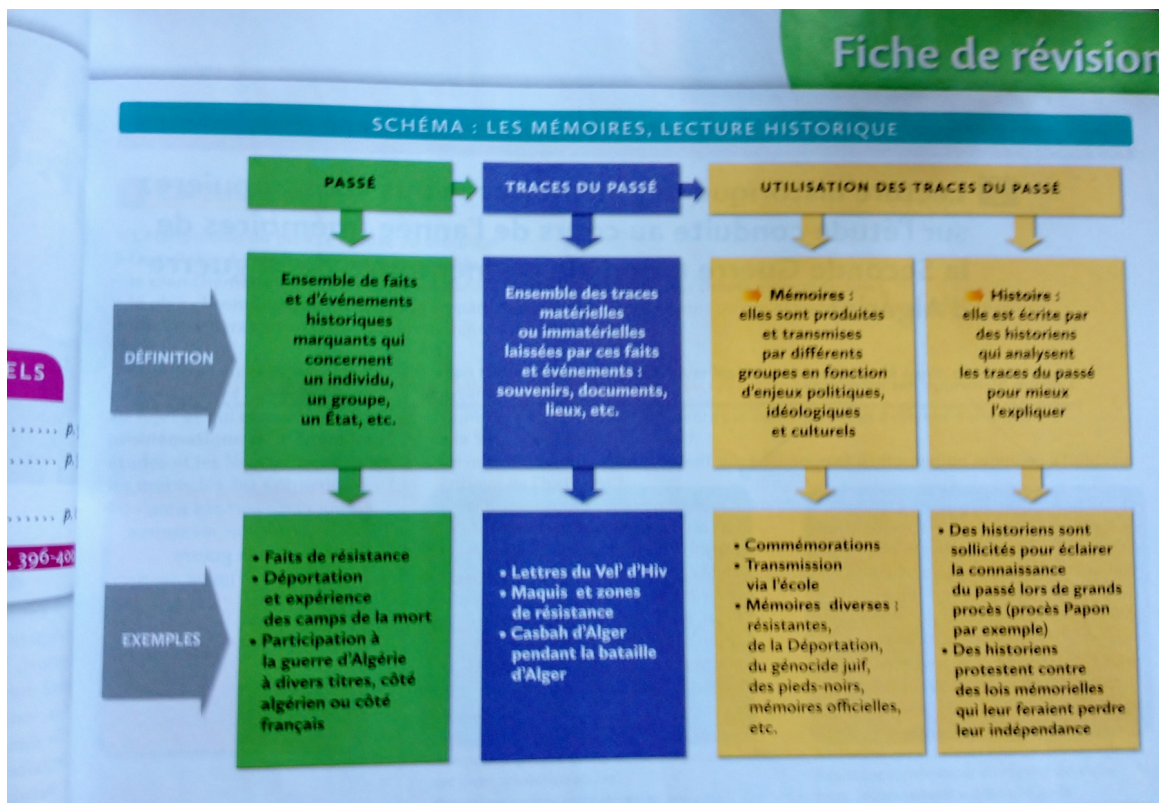 Fiche de révision
SCHÉMA : LES MÉMOIRES, LECTURE HISTORIQUE
PASSÉ
TRACES DU PASSÉ
UTILISATION DES TRACES DU PASSÉ
DÉFINITION
Ensemble de faits
et d'événements
historiques
marquants qui
concernent
un individu,
un groupe,
un État, etc.
Ensemble des traces
matérielles
ou immatérielles
laissées par ces faits
et événements :
souvenirs, documents,
lieux, etc.
Mémoires :
elles sont produites
et transmises
par différents
groupes en fonction
d'enjeux politiques,
idéologiques
et culturels
Histoire :
elle est écrite par
des historiens
qui analysent
les traces du passé
pour mieux
l'expliquer
EXEMPLES
• Faits de résistance
• Déportation
et expérience
des camps de la mort
• Participation à
la guerre d'Algérie
à divers titres, côté
algérien ou côté
français
• Lettres du Vel' d'Hiv
• Maquis et zones
de résistance
• Casbah d'Alger
pendant la bataille
d'Alger
• Commémorations
• Transmission
via l'école
• Mémoires diverses :
résistantes,
de la Déportation,
du génocide juif,
des pieds-noirs,
mémoires officielles,
etc.
• Des historiens sont
sollicités pour éclairer
la connaissance
du passé lors de grands
procès (procès Papon
par exemple)
• Des historiens
protestent contre
des lois mémorielles
qui leur feraient perdre
leur indépendance
ELS
...... p.
...... p.
...... p.
396-400